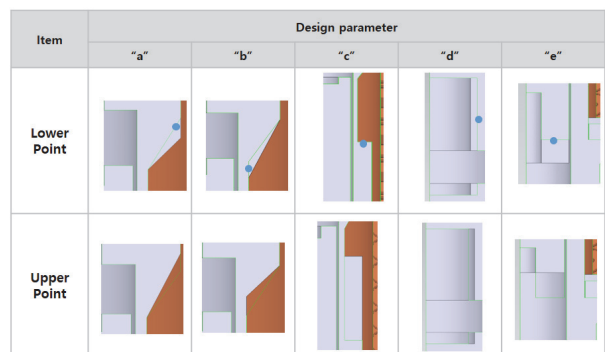 Item
Design parameter
“a”
“b”
“c”
“d”
“e”
Lower
Point
Upper
Point